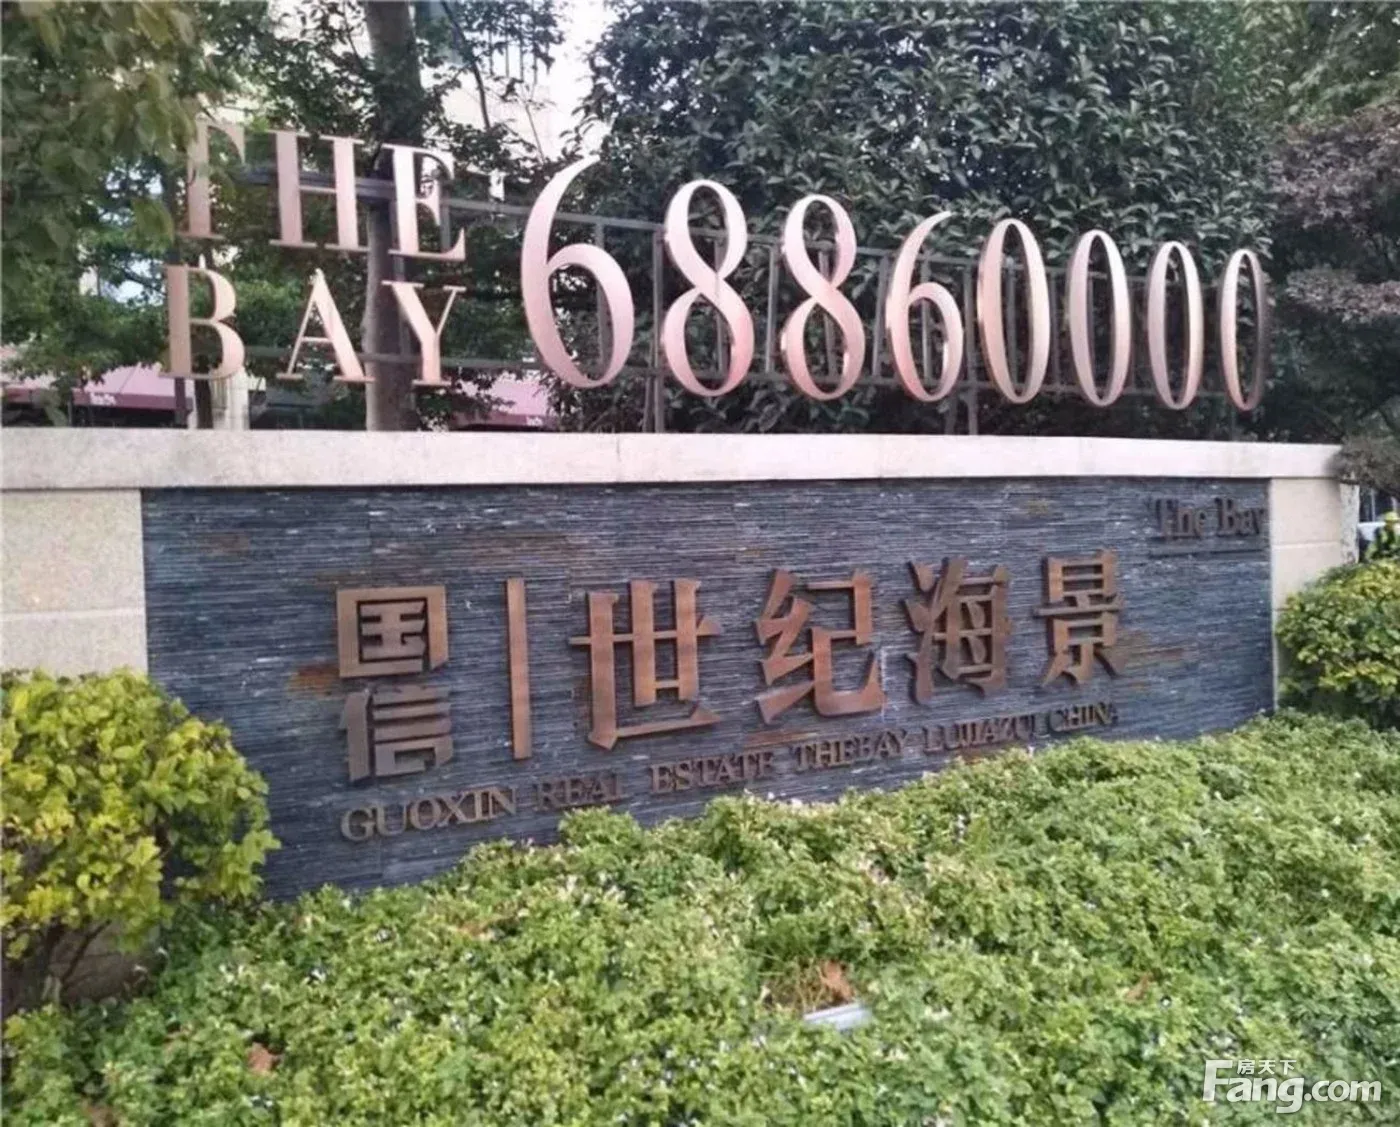 THE
BAY 68860000
The Bay
国信 | 世纪海景
GUOXIN REAL ESTATE THEBAY LUJIAZUI CHINA
房天下
Fang.com